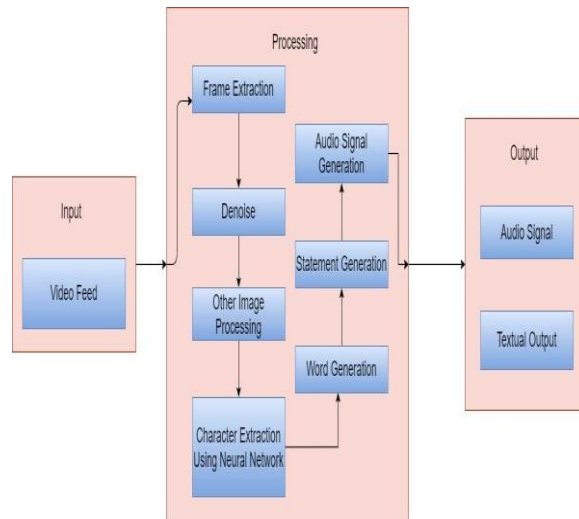 Input
Video Feed
Processing
Frame Extraction
Denoise
Other Image
Processing
Character Extraction
Using Neural Network
Word Generation
Statement Generation
Audio Signal
Generation
Output
Audio Signal
Textual Output